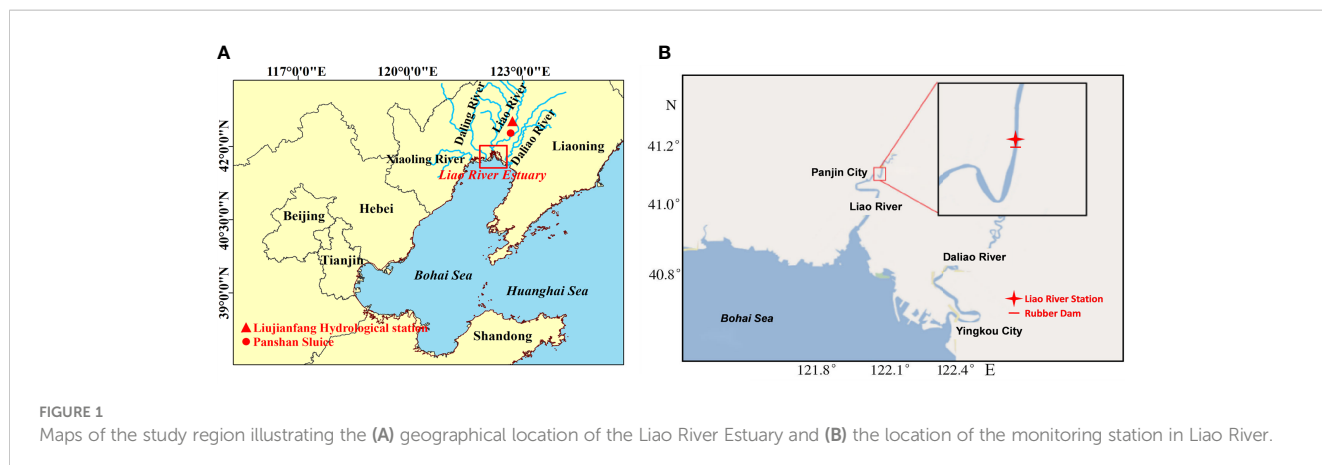 A
117°0'0"E 120°0'0"E 123°0'0"E
42°0'0"N
40°30'0"N
39°0'0"N
Daling River
Liao River
Daliao River
Liaoning
Xiaoling River
Liao River Estuary
Hebei
Beijing
Tianjin
Bohai Sea
Huanghai Sea
Shandong
Liujianfang Hydrological station
Panshan Sluice
B
N
41.2°
41.0°
40.8°
Panjin City
Liao River
Daliao River
Liao River Station
Rubber Dam
Yingkou City
Bohai Sea
121.8° 122.1° 122.4° E
FIGURE 1
Maps of the study region illustrating the (A) geographical location of the Liao River Estuary and (B) the location of the monitoring station in Liao River.